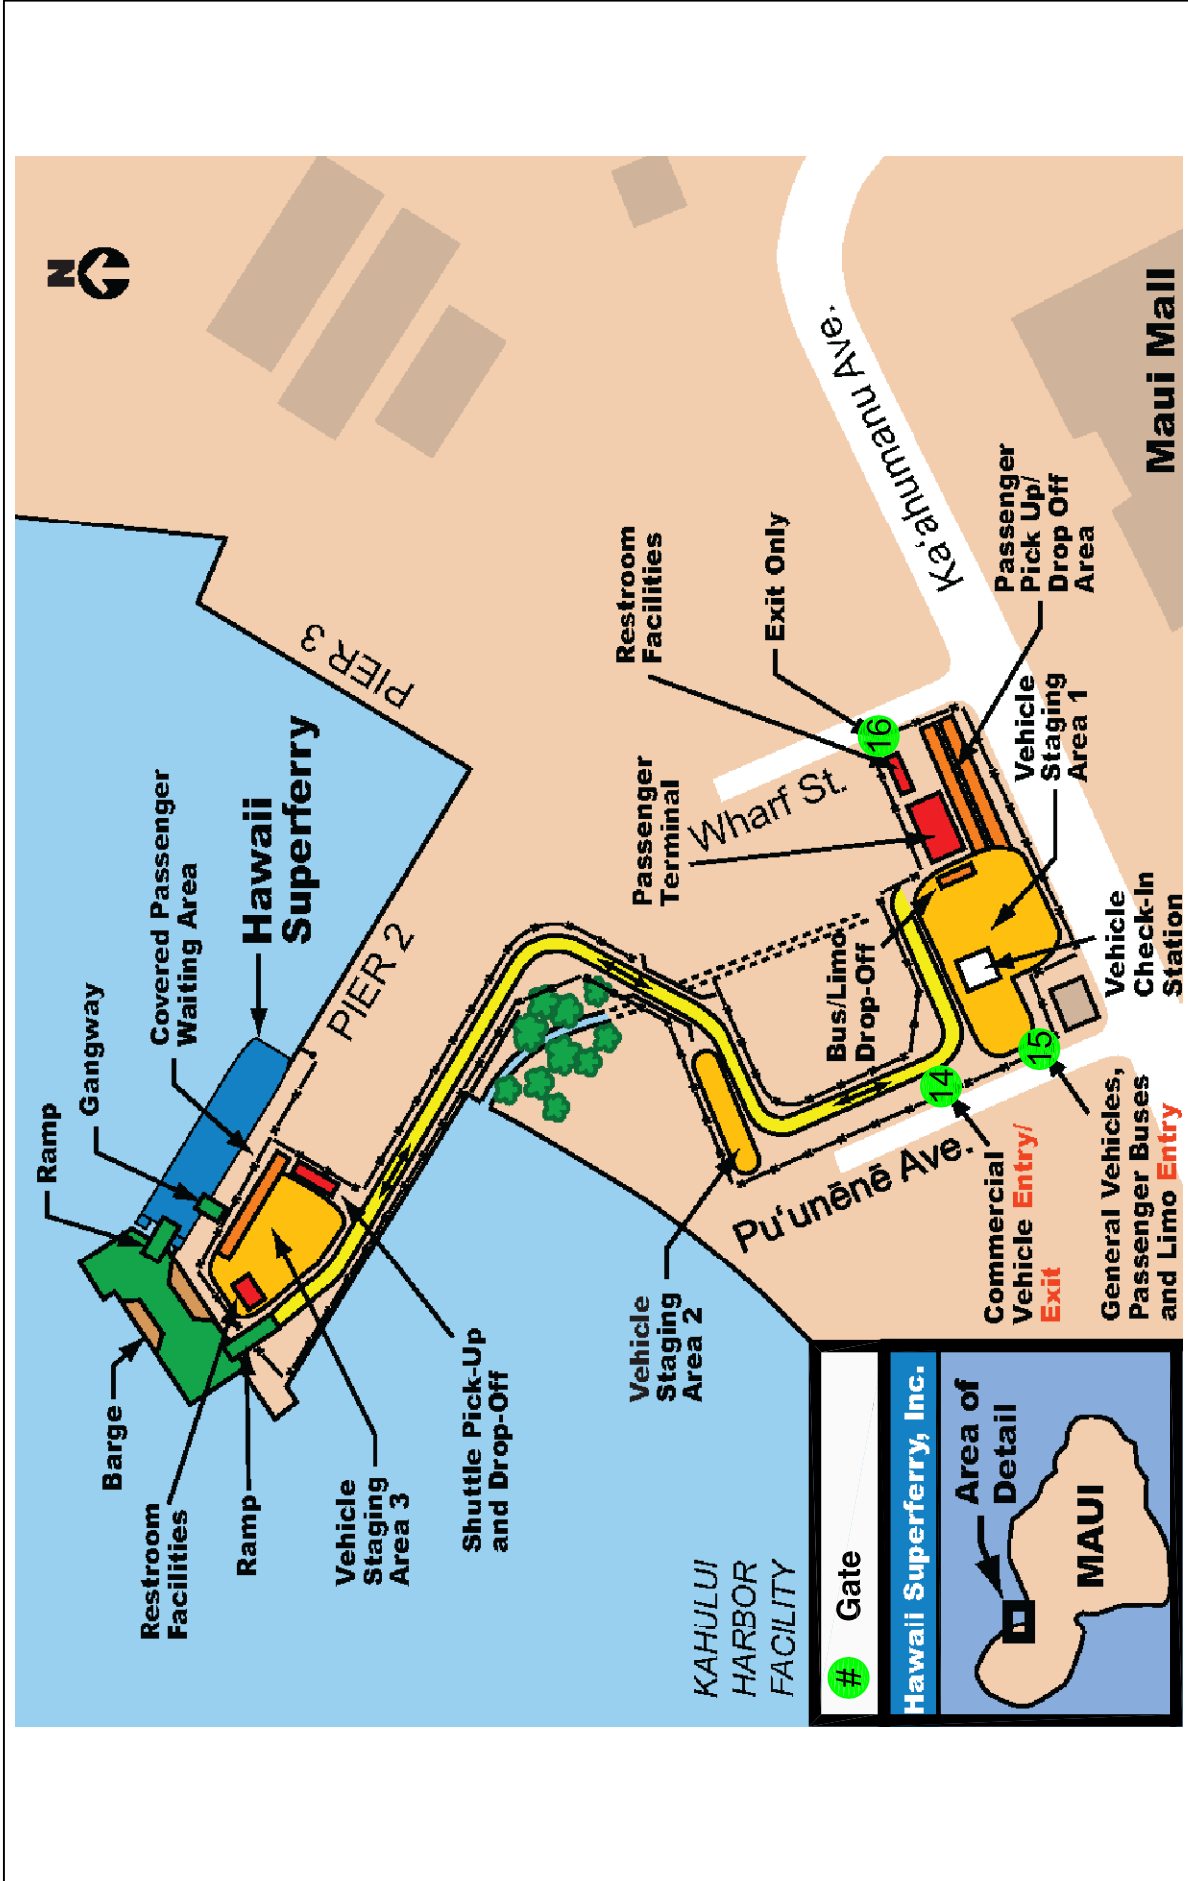 N
Ramp
Gangway
Covered Passenger
Waiting Area
Hawaii
Superferry
PIER 2
PIER 3
Barge
Restroom
Facilities
Ramp
Vehicle
Staging
Area 3
Shuttle Pick-Up
and Drop-Off
Vehicle
Staging
Area 2
Passenger
Terminal
Restroom
Facilities
Exit Only
16
Wharf St.
Ka'ahumanu Ave.
Bus/Limo
Drop-Off
14
15
Pu'unēnē Ave.
Passenger
Pick Up/
Drop Off
Area
Vehicle
Staging
Area 1
Vehicle
Check-In
Station
Maui Mall
Commercial
Vehicle Entry/
Exit
General Vehicles,
Passenger Buses
and Limo Entry
KAHULUI
HARBOR
FACILITY
# Gate
Hawaii Superferry, Inc.
Area of
Detail
MAUI